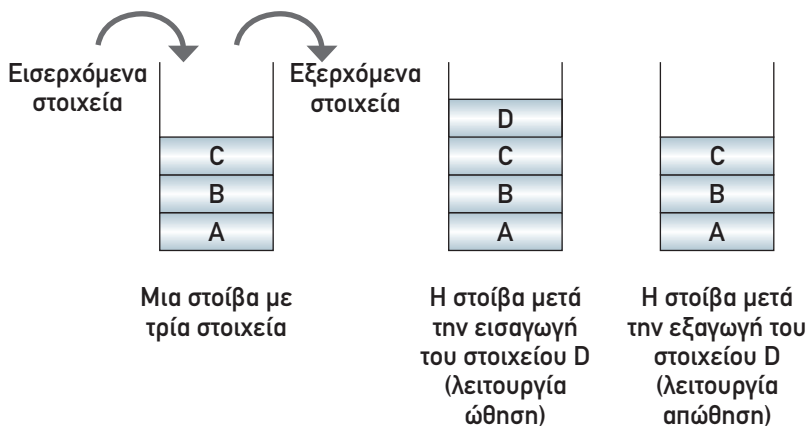 Εισερχόμενα
στοιχεία
Εξερχόμενα
στοιχεία
C
B
A
D
C
B
A
C
B
A
Μια στοίβα με
τρία στοιχεία
Η στοίβα μετά
την εισαγωγή
του στοιχείου D
(λειτουργία
ώθηση)
Η στοίβα μετά
την εξαγωγή του
στοιχείου D
(λειτουργία
απώθηση)